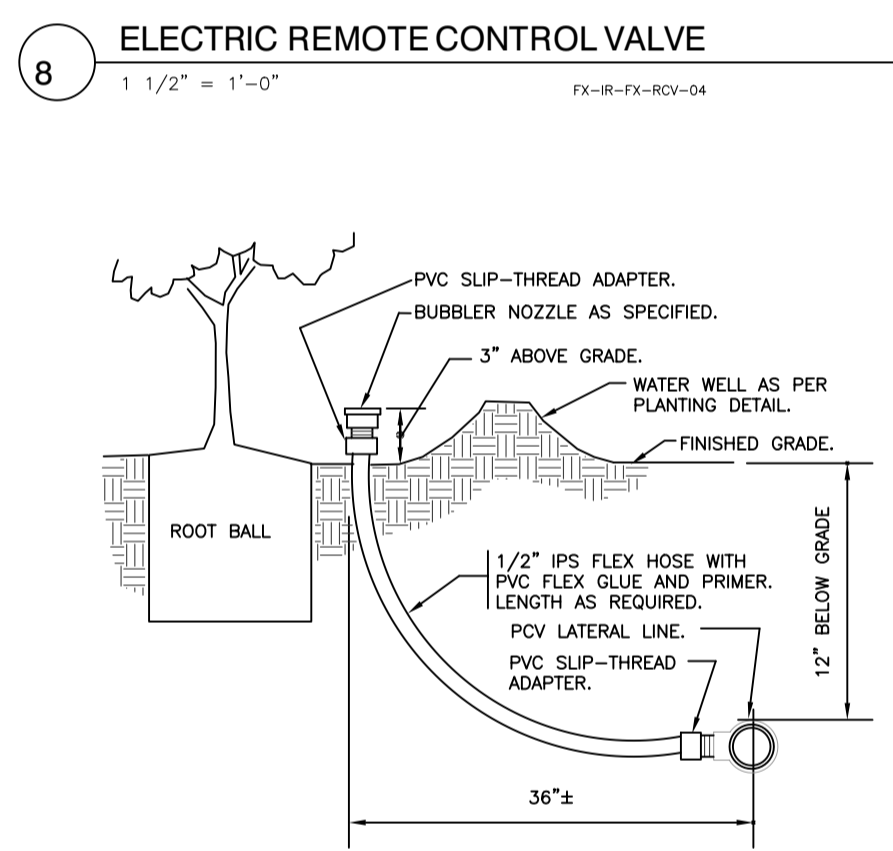 8
ELECTRIC REMOTE CONTROL VALVE
1 1/2" = 1'-0"
FX-IR-FX-RCV-04
PVC SLIP-THREAD ADAPTER.
BUBBLER NOZZLE AS SPECIFIED.
3" ABOVE GRADE.
WATER WELL AS PER
PLANTING DETAIL.
FINISHED GRADE.
ROOT BALL
1/2" IPS FLEX HOSE WITH
PVC FLEX GLUE AND PRIMER.
LENGTH AS REQUIRED.
PCV LATERAL LINE.
PVC SLIP-THREAD
ADAPTER.
12" BELOW GRADE
36"±